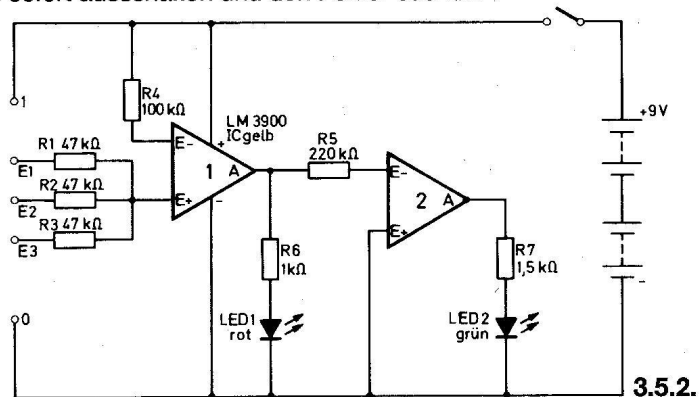 sofort ausschalten und den
R4
100 kΩ
LM 3900
ICgelb
+9V
1
R1 47 kΩ
E1
R2 47 kΩ
E2
R3 47 kΩ
E3
E-
E+
1
A
+
-
R5
220 kΩ
E-
E+
2
A
R6
1kΩ
R7
1,5 kΩ
LED1
rot
LED2
grün
0
-
3.5.2.